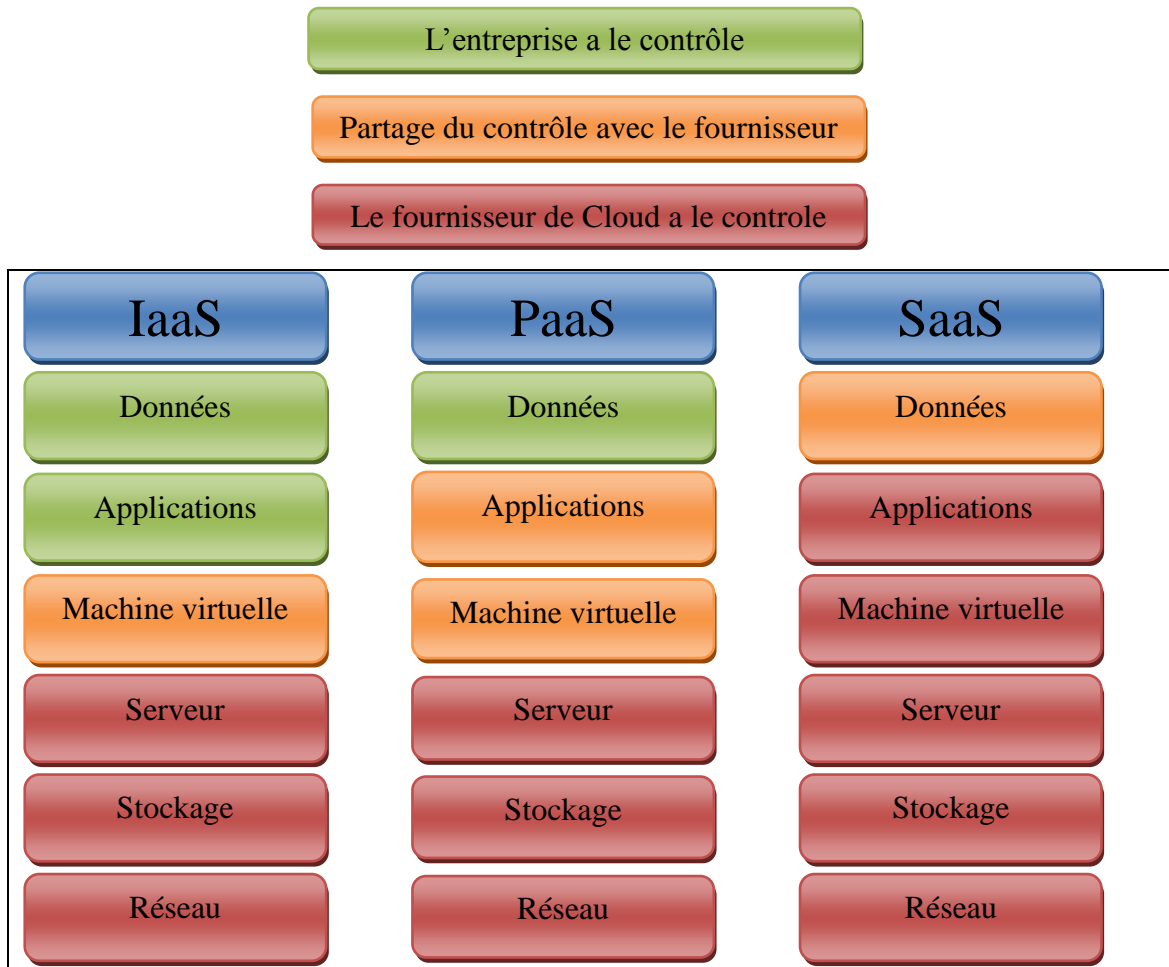 L'entreprise a le contrôle
Partage du contrôle avec le fournisseur
Le fournisseur de Cloud a le controle
IaaS PaaS SaaS
Données Données Données
Applications Applications Applications
Machine virtuelle Machine virtuelle Machine virtuelle
Serveur Serveur Serveur
Stockage Stockage Stockage
Réseau Réseau Réseau